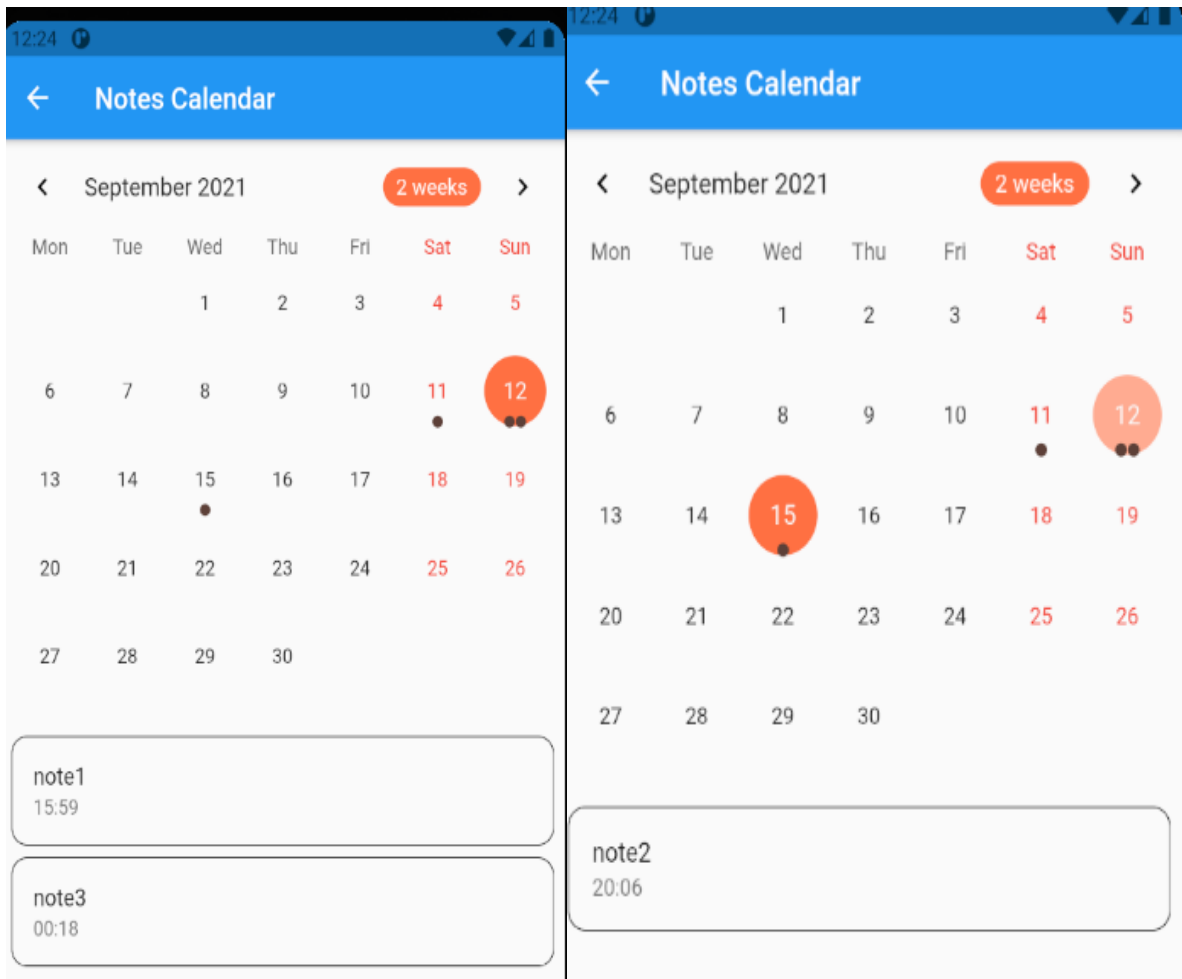 12:24
Notes Calendar
September 2021 2 weeks
Mon Tue Wed Thu Fri Sat Sun
1 2 3 4 5
6 7 8 9 10 11 12
13 14 15 16 17 18 19
20 21 22 23 24 25 26
27 28 29 30
note1
15:59
note3
00:18
12:24
Notes Calendar
September 2021 2 weeks
Mon Tue Wed Thu Fri Sat Sun
1 2 3 4 5
6 7 8 9 10 11 12
13 14 15 16 17 18 19
20 21 22 23 24 25 26
27 28 29 30
note2
20:06